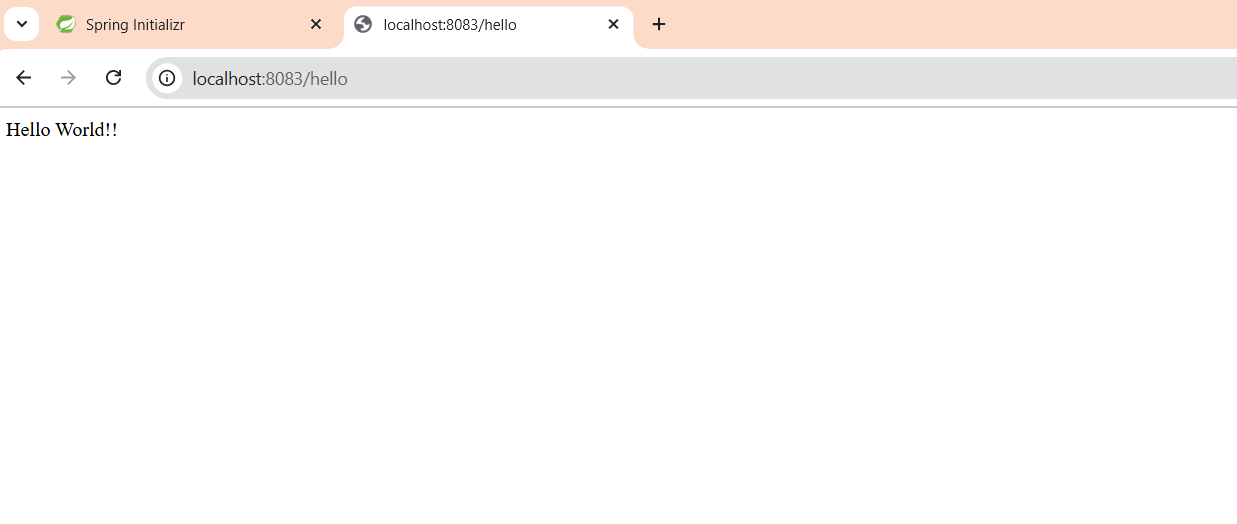 Spring Initializr
localhost:8083/hello
localhost:8083/hello
Hello World!!